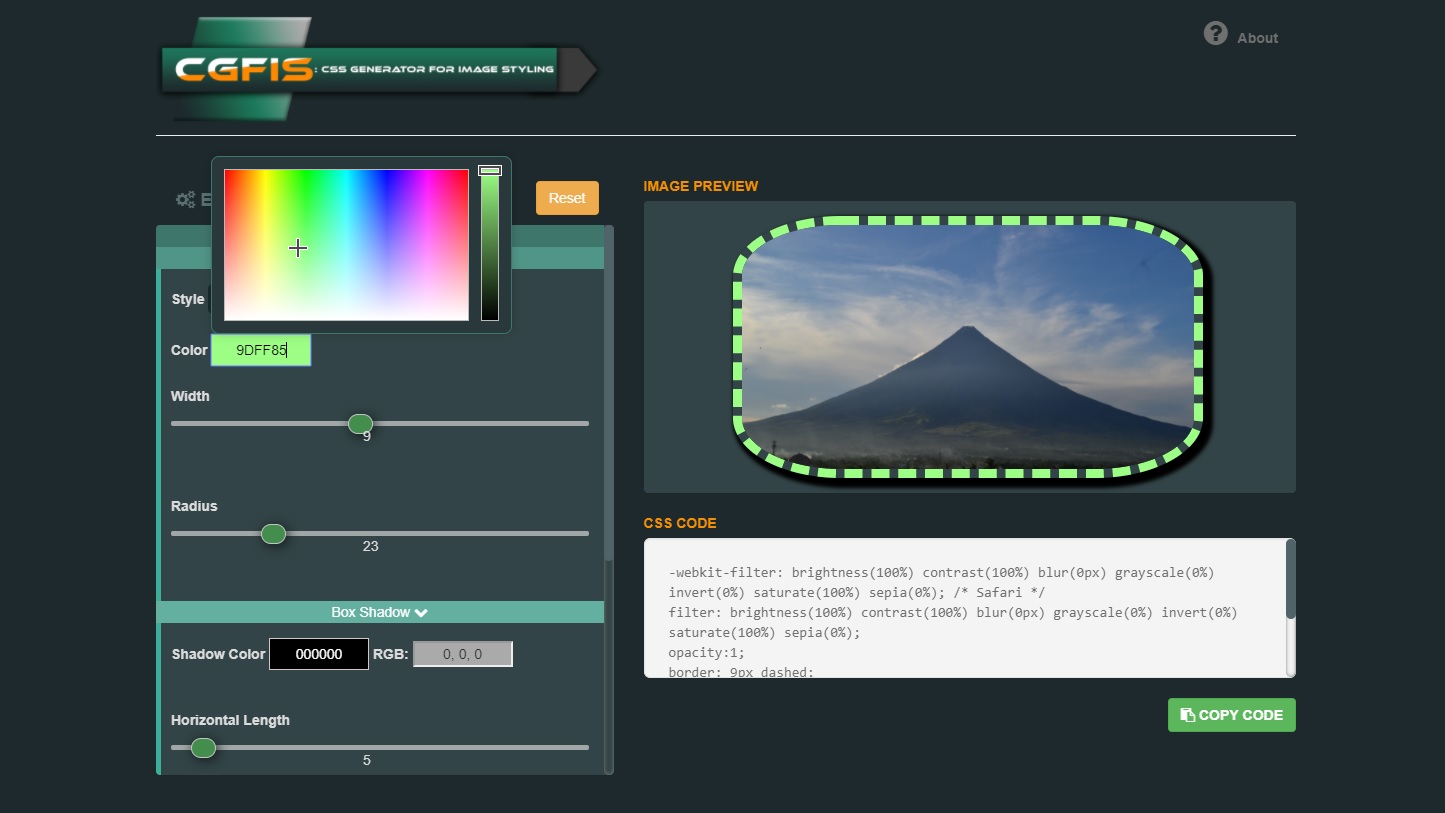 CGFIS: CSS GENERATOR FOR IMAGE STYLING
About
Reset
Style
Color 9DFF85
Width
9
Radius
23
Box Shadow
Shadow Color 000000 RGB: 0, 0, 0
Horizontal Length
5
IMAGE PREVIEW
CSS CODE
-webkit-filter: brightness(100%) contrast(100%) blur(0px) grayscale(0%)
invert(0%) saturate(100%) sepia(0%); /* Safari */
filter: brightness(100%) contrast(100%) blur(0px) grayscale(0%) invert(0%)
saturate(100%) sepia(0%);
opacity:1;
border: 9px dashed;
COPY CODE